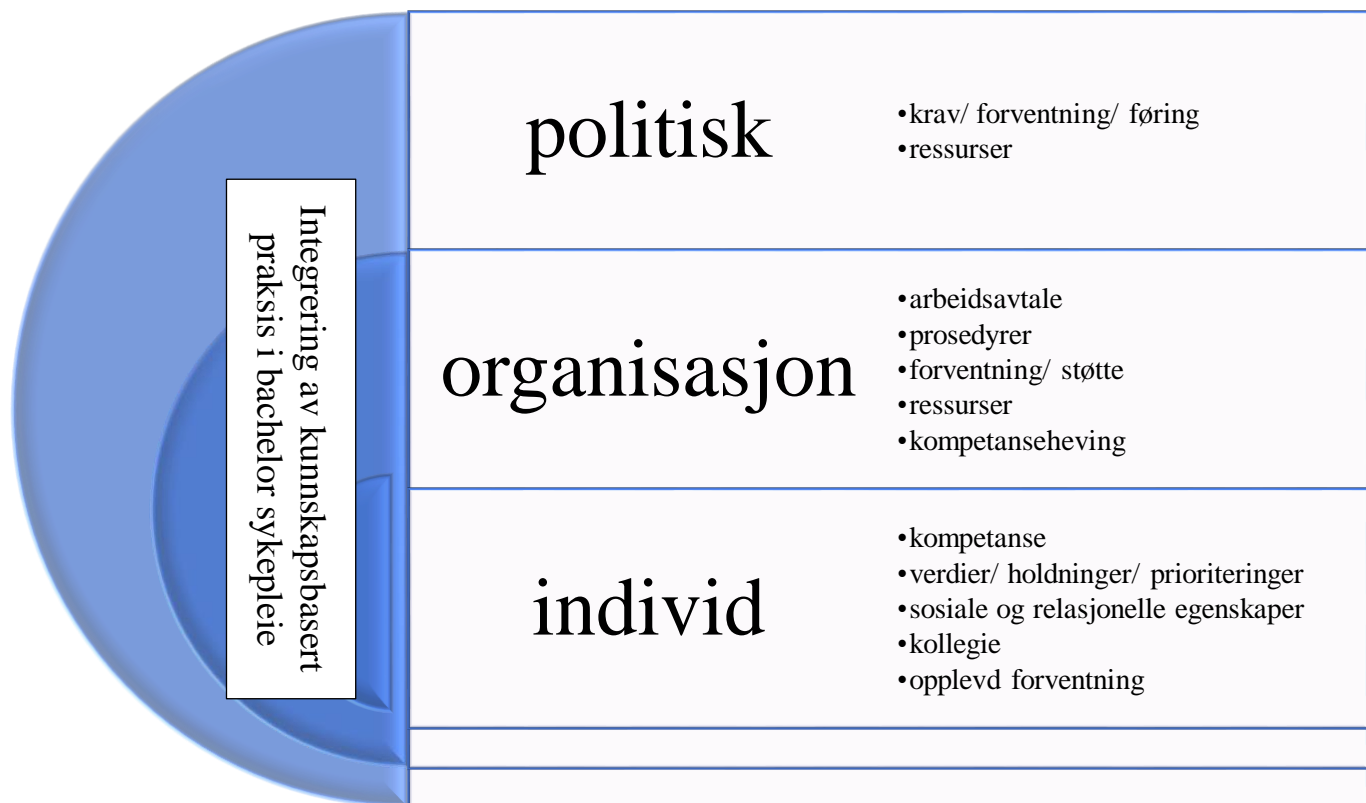 Integrering av kunnskapsbasert
praksis i bachelor sykepleie
politisk
•krav/ forventning/ føring
•ressurser
organisasjon
•arbeidsavtale
•prosedyrer
•forventning/ støtte
•ressurser
•kompetanseheving
individ
•kompetanse
•verdier/ holdninger/ prioriteringer
•sosiale og relasjonelle egenskaper
•kollegie
•opplevd forventning